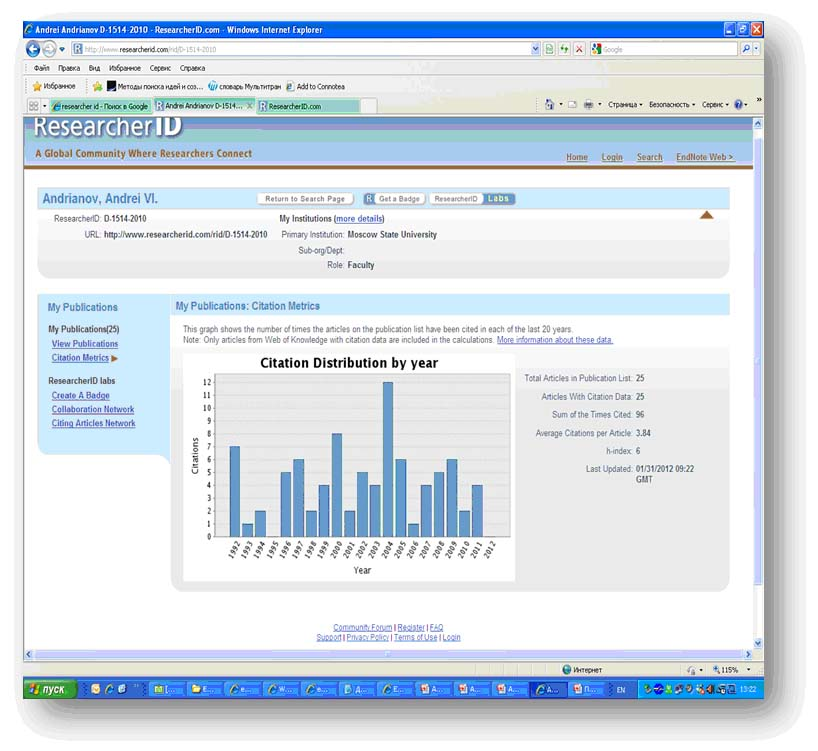 Andrei Andrianov D-1514-2010 - ResearcherID.com - Windows Internet Explorer
http://www.researcherid.com/rid/D-1514-2010
Google
Файл Правка Вид Избранное Сервис Справка
Избранное Методы поиска идей и соз... словарь Мультитран Add to Connotea
researcher id - Поиск в Google Andrei Andrianov D-1514... ResearcherID.com Страница Безопасность Сервис
ResearcherID
A Global Community Where Researchers Connect
Home Login Search EndNote Web >
Andrianov, Andrei VI. Return to Search Page Get a Badge ResearcherID Labs
ResearcherID: D-1514-2010 My Institutions (more details)
URL: http://www.researcherid.com/rid/D-1514-2010 Primary Institution: Moscow State University
Sub-org/Dept:
Role: Faculty
My Publications
My Publications(25)
View Publications
Citation Metrics
ResearcherID labs
Create A Badge
Collaboration Network
Citing Articles Network
My Publications: Citation Metrics
This graph shows the number of times the articles on the publication list have been cited in each of the last 20 years.
Note: Only articles from Web of Knowledge with citation data are included in the calculations. More information about these data.
Citation Distribution by year
Citations
12
11
10
9
8
7
6
5
4
3
2
1
0
1992 1993 1994 1995 1996 1997 1998 1999 2000 2001 2002 2003 2004 2005 2006 2007 2008 2009 2010 2011 2012
Year
Total Articles in Publication List: 25
Articles With Citation Data: 25
Sum of the Times Cited: 96
Average Citations per Article: 3.84
h-index: 6
Last Updated: 01/31/2012 09:22
GMT
Community Forum | Register | FAQ
Support | Privacy Policy | Terms of Use | Login
Интернет 115%
пуск EN 13:22